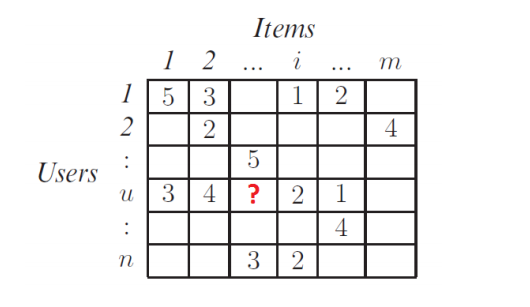 Items
1 2 ... i ... m
1 5 3 1 2
2 2 4
: 5
Users
u 3 4 ? 2 1
: 4
n 3 2